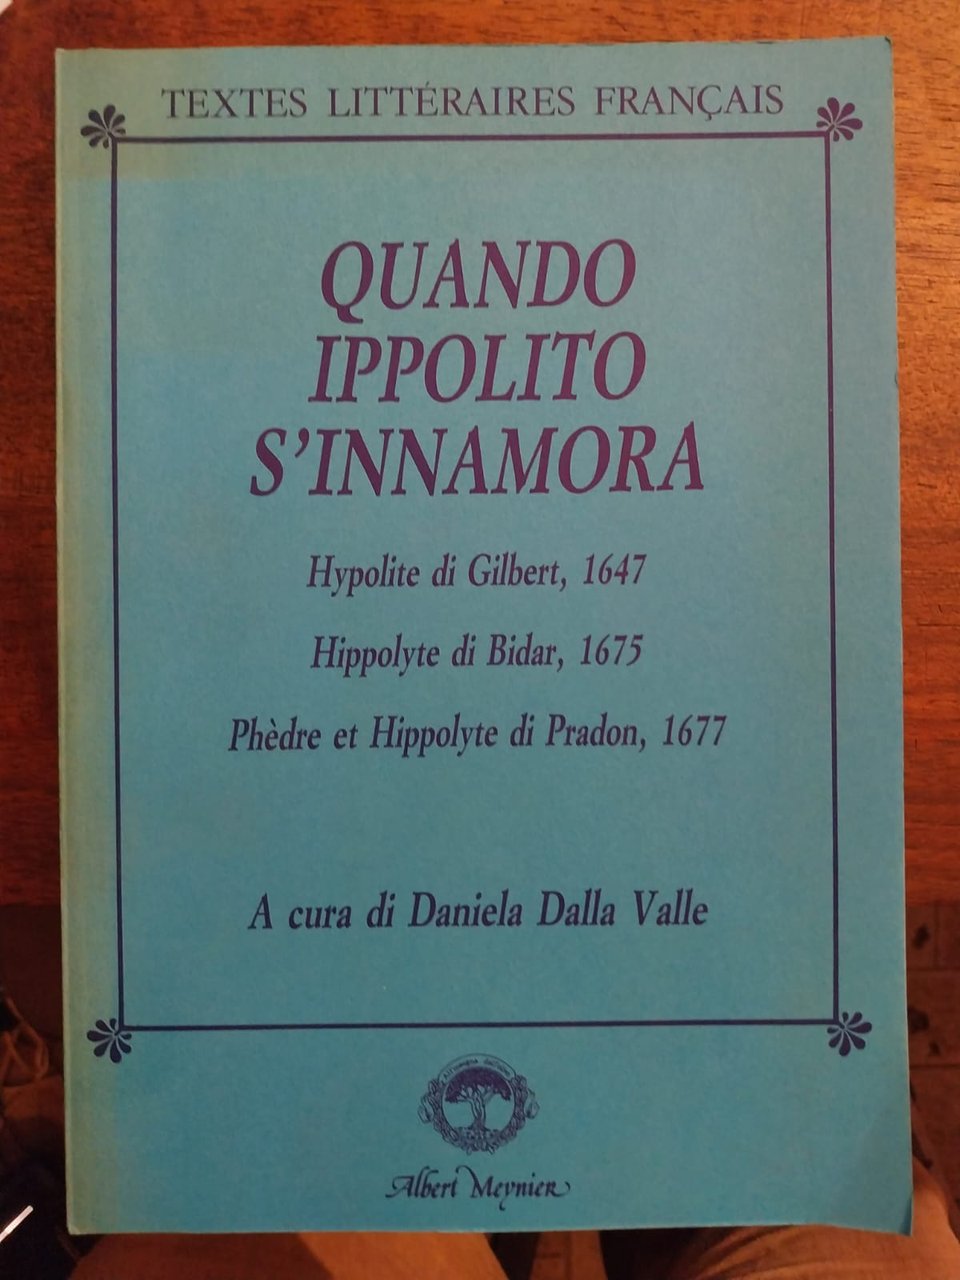 TEXTES LITTÉRAIRES FRANÇAIS
QUANDO
IPPOLITO
S'INNAMORA
Hypolite di Gilbert, 1647
Hippolyte di Bidar, 1675
Phèdre et Hippolyte di Pradon, 1677
A cura di Daniela Dalla Valle
Albert Meynier